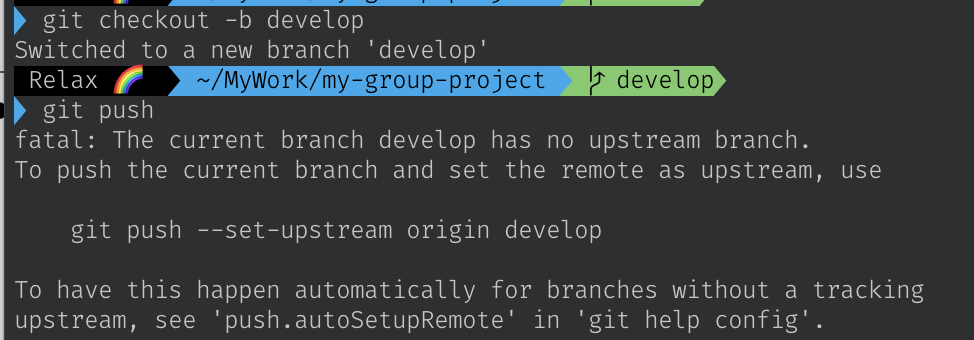 git checkout -b develop
Switched to a new branch 'develop'
Relax 🌈 ~/MyWork/my-group-project develop
git push
fatal: The current branch develop has no upstream branch.
To push the current branch and set the remote as upstream, use
git push --set-upstream origin develop
To have this happen automatically for branches without a tracking
upstream, see 'push.autoSetupRemote' in 'git help config'.